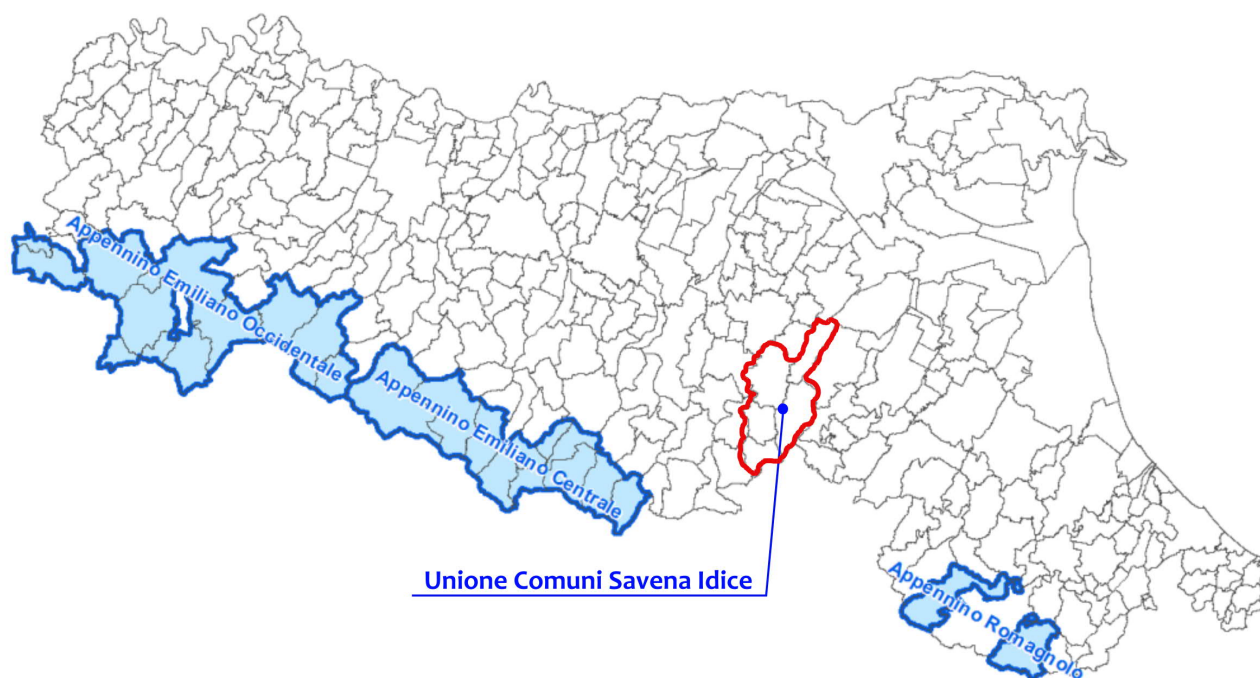 Appennino Emiliano Occidentale
Appennino Emiliano Centrale
Unione Comuni Savena Idice
Appennino Romagnolo